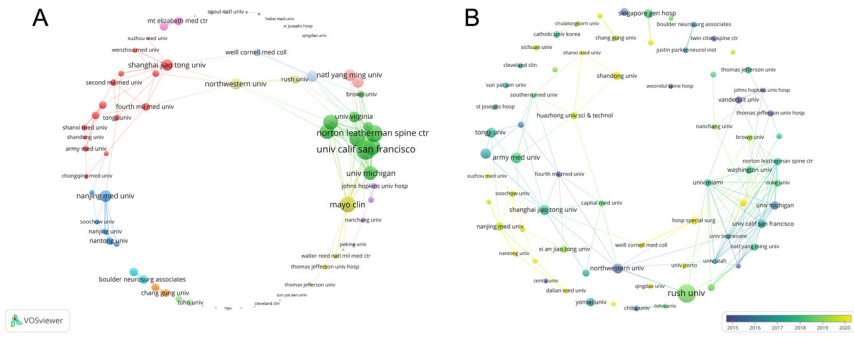 A
seoul natl univ
mt elizabeth med ctr
hebei med univ
st josephs hosp
qingdao univ
suzhou med univ
wenzhou med univ
weill cornell med coll
shanghai jiao tong univ
natl yang ming univ
rush univ
second mil med univ
northwestern univ
brown univ
fourth mil med univ
tongji univ
univ virginia
shanxi med univ
shandong univ
norton leatherman spine ctr
army med univ
univ calif san francisco
chongqing med univ
univ michigan
johns hopkins univ hosp
nanjing med univ
mayo clin
soochow univ
nanchang univ
nanjing univ
nantong univ
peking univ
walter reed natl mil med ctr
thomas jefferson univ hosp
boulder neurosurg associates
chang gung univ
thomas jefferson univ
sun yat sen univ
toho univ
cleveland clin
VOSviewer
B
singapore gen hosp
chulalongkorn univ
boulder neurosurg associates
catholic univ korea
chang gung univ
twin cities spine ctr
sichuan univ
shanxi med univ
justin parker neurol inst
cleveland clin
shandong univ
thomas jefferson univ
sun yat sen univ
wooridul spine hosp
southern med univ
johns hopkins univ hosp
vanderbilt univ
st josephs hosp
huazhong univ sci & technol
thomas jefferson univ hosp
tongji univ
nanchang univ
brown univ
army med univ
norton leatherman spine ctr
washington univ
xuzhou med univ
fourth mil med univ
univ miami
duke univ
soochow univ
capital med univ
univ michigan
shanghai jiao tong univ
hosp special surg
univ calif san francisco
nanjing med univ
univ tennessee
xi an jiao tong univ
weill cornell med coll
natl yang ming univ
nantong univ
univ utah
northwestern univ
univ porto
cent s univ
qingdao univ
dalian med univ
rush univ
yonsei univ
chiba univ
toho univ
2015 2016 2017 2018 2019 2020